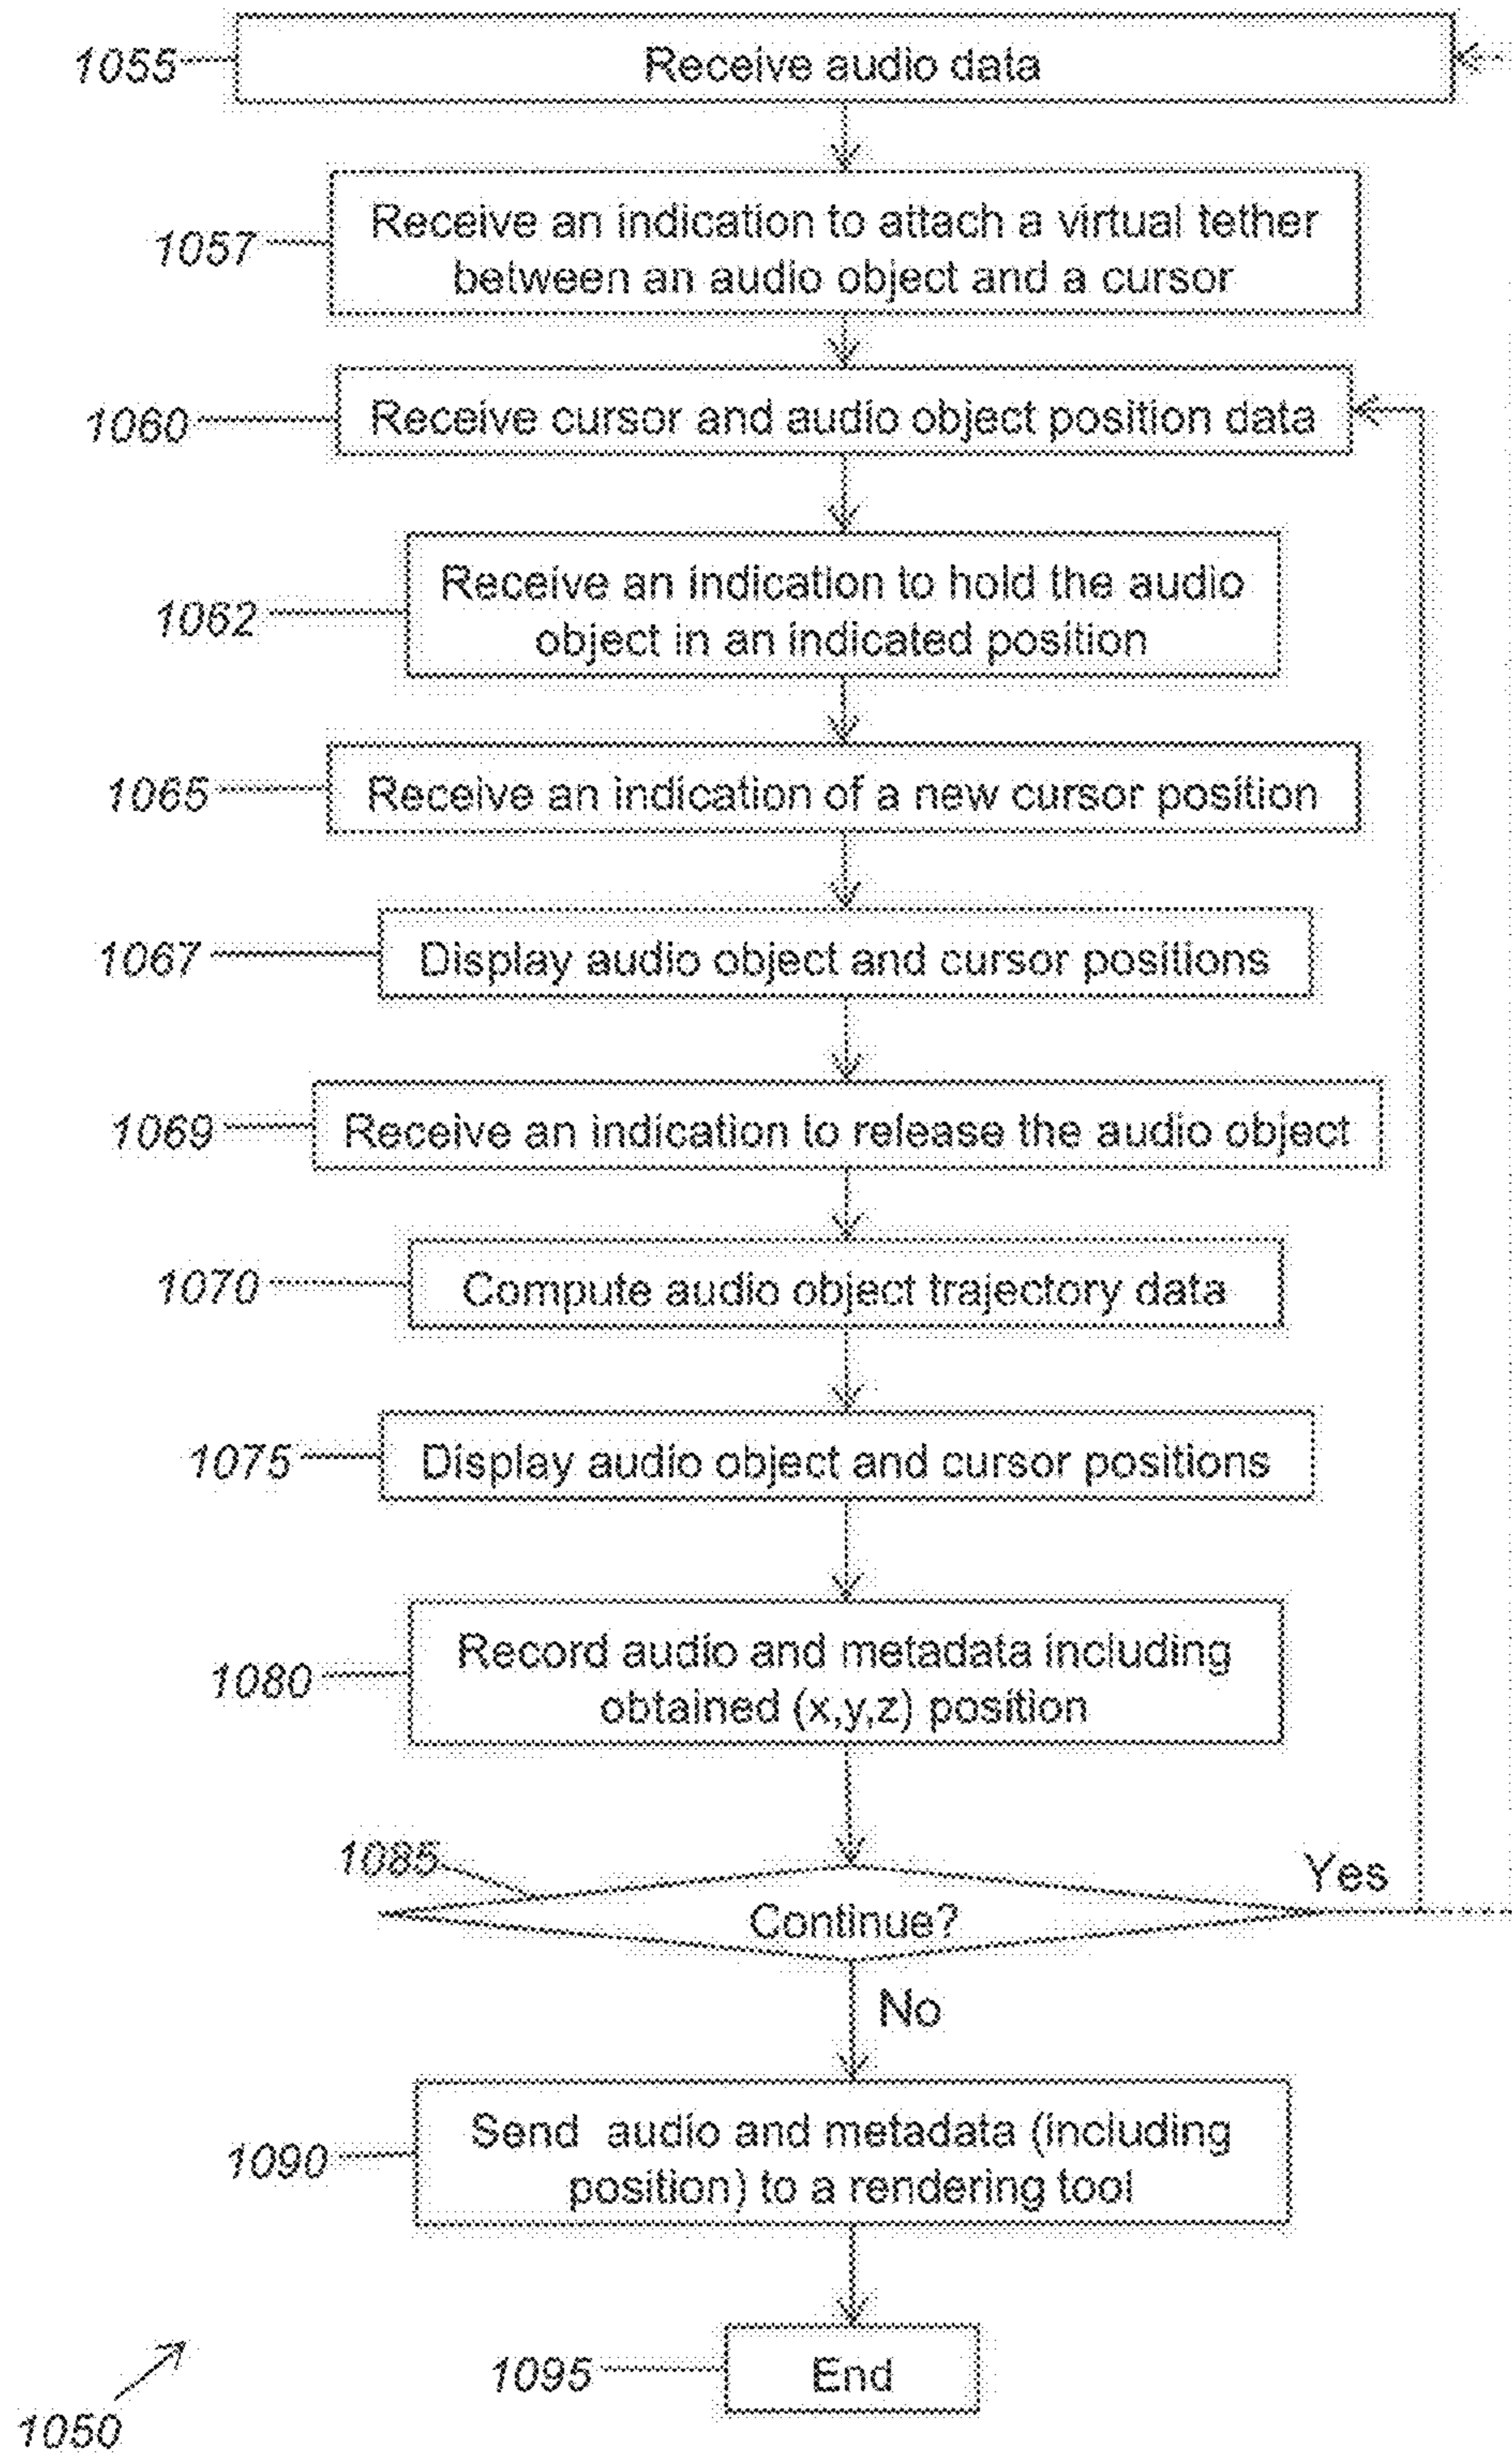 1055
Receive audio data
1057
Receive an indication to attach a virtual tether
between an audio object and a cursor
1060
Receive cursor and audio object position data
1062
Receive an indication to hold the audio
object in an indicated position
1065
Receive an indication of a new cursor position
1067
Display audio object and cursor positions
1069
Receive an indication to release the audio object
1070
Compute audio object trajectory data
1075
Display audio object and cursor positions
1080
Record audio and metadata including
obtained (x,y,z) position
1085
Yes
Continue?
No
1090
Send audio and metadata (including
position) to a rendering tool
1095
End
1050